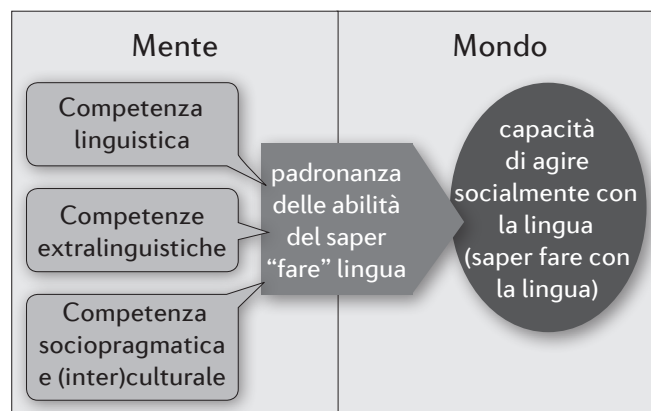 Mente
Mondo
Competenza
linguistica
Competenze
extralinguistiche
Competenza
sociopragmatica
e (inter)culturale
padronanza
delle abilità
del saper
“fare” lingua
capacità
di agire
socialmente con
la lingua
(saper fare con
la lingua)